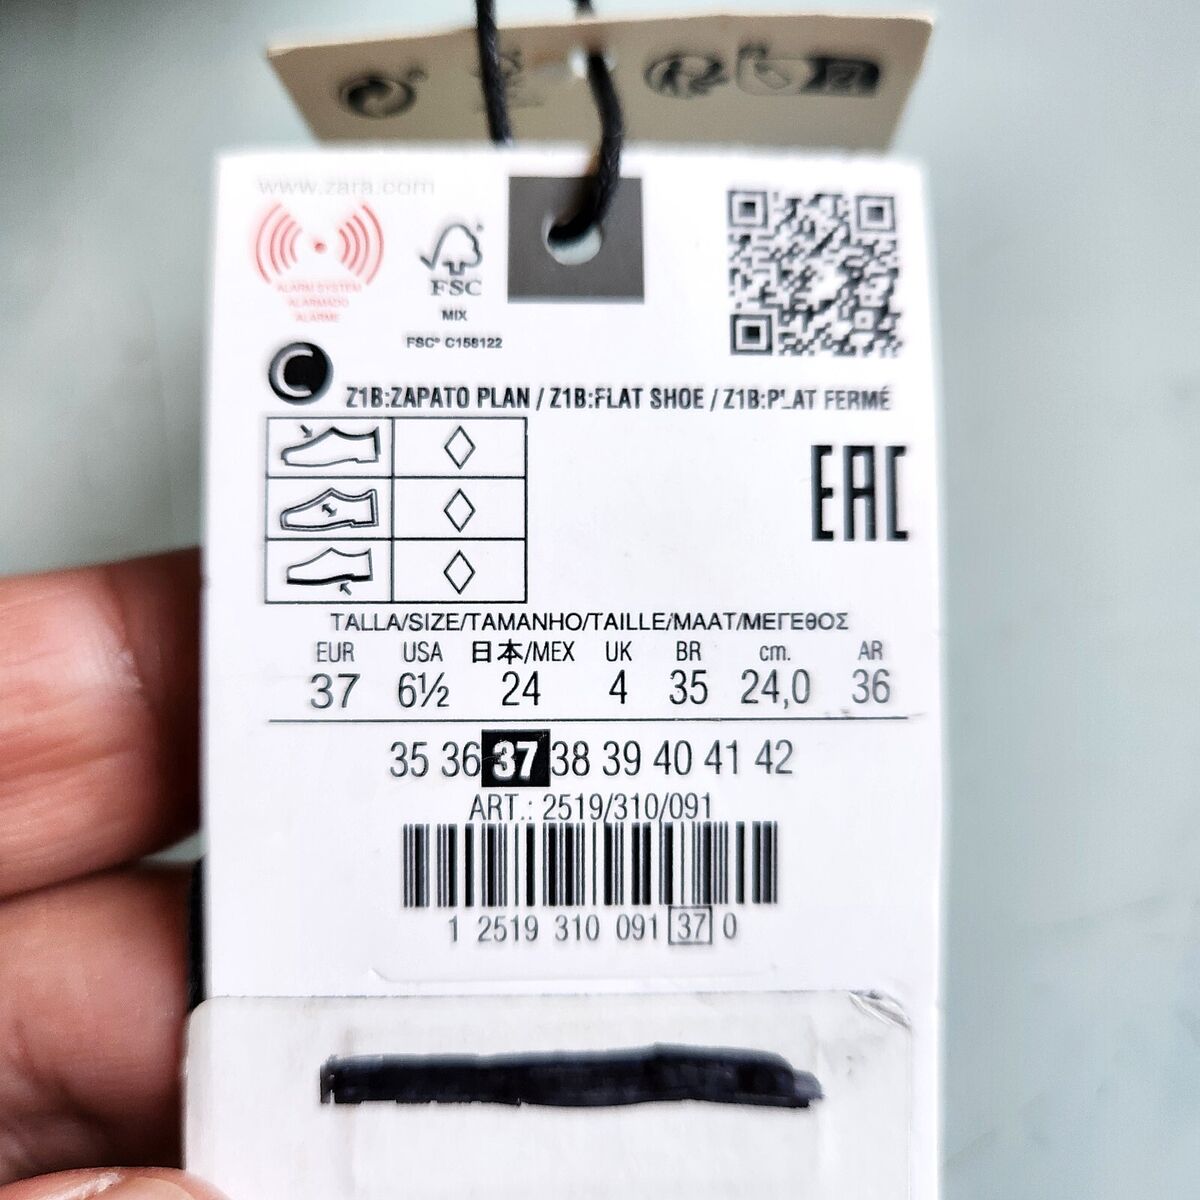 www.zara.com
ALARM SYSTEM
ALARMADO
ALARME
FSC
MIX
FSC® C158122
Z1B:ZAPATO PLAN / Z1B:FLAT SHOE / Z1B:PLAT FERMÉ
EAC
TALLA/SIZE/TAMANHO/TAILLE/MAAT/ΜΕΓΕΘΟΣ
EUR USA 日本/MEX UK BR cm. AR
37 6½ 24 4 35 24,0 36
35 36 37 38 39 40 41 42
ART.: 2519/310/091
1 2519 310 091 37 0